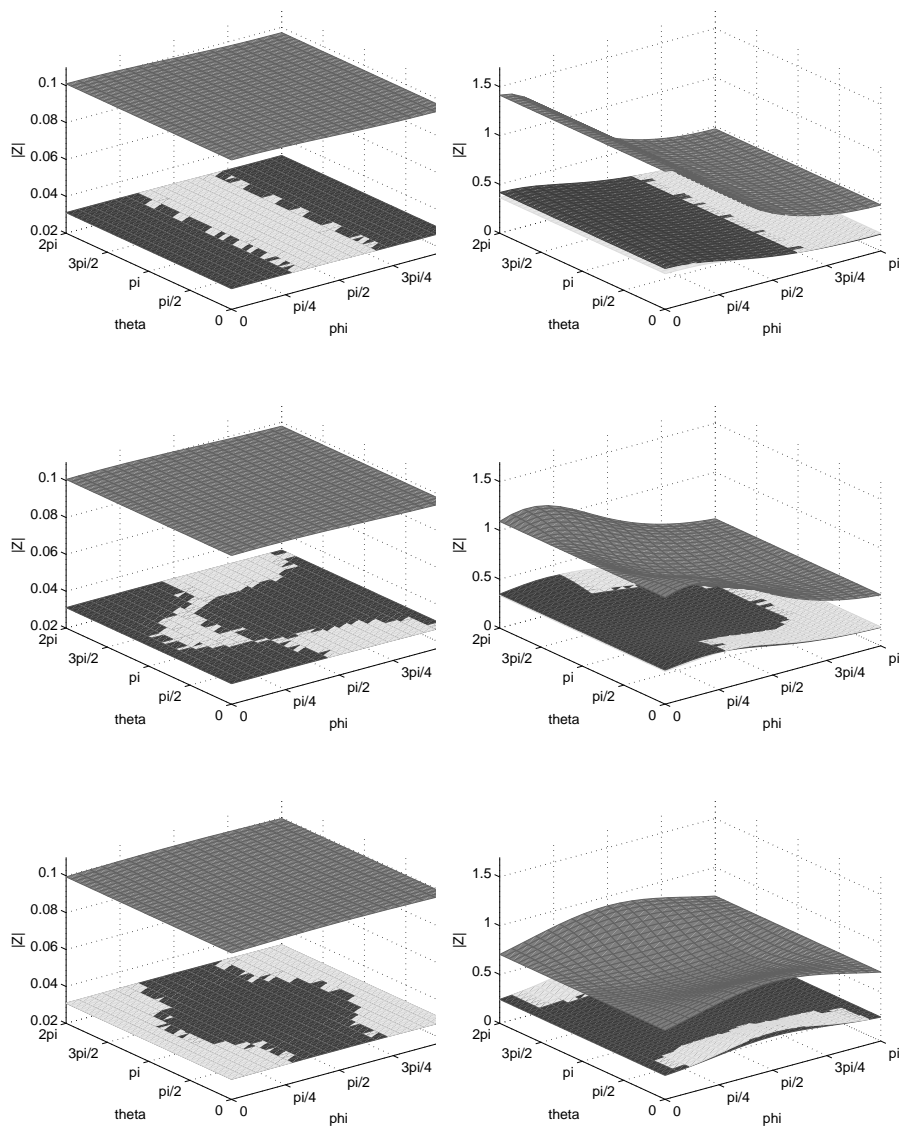 0.1
0.08
0.06
0.04
0.02
|Z|
2pi
3pi/2
pi
pi/2
0
theta
0
pi/4
pi/2
3pi/4
phi
1.5
1
0.5
0
|Z|
2pi
3pi/2
pi
pi/2
0
theta
0
pi/4
pi/2
3pi/4
pi
phi
0.1
0.08
0.06
0.04
0.02
|Z|
2pi
3pi/2
pi
pi/2
0
theta
0
pi/4
pi/2
3pi/4
phi
1.5
1
0.5
0
|Z|
2pi
3pi/2
pi
pi/2
0
theta
0
pi/4
pi/2
3pi/4
pi
phi
0.1
0.08
0.06
0.04
0.02
|Z|
2pi
3pi/2
pi
pi/2
0
theta
0
pi/4
pi/2
3pi/4
phi
1.5
1
0.5
0
|Z|
2pi
3pi/2
pi
pi/2
0
theta
0
pi/4
pi/2
3pi/4
pi
phi